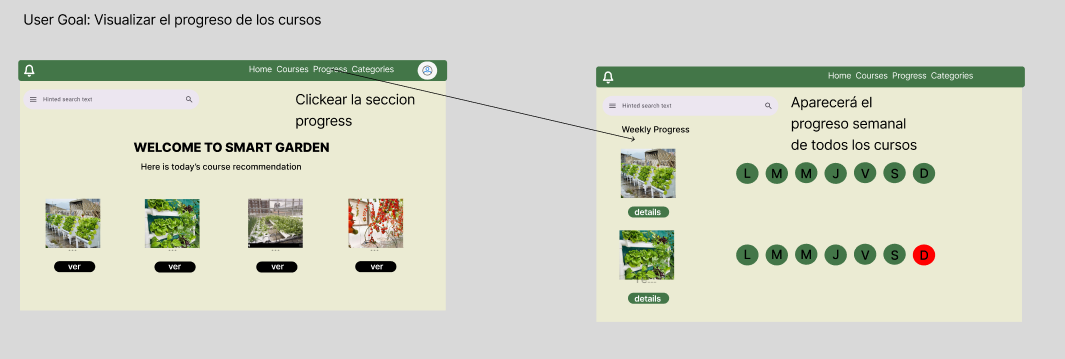 User Goal: Visualizar el progreso de los cursos
Home Courses Progress Categories
Hinted search text
Clickear la seccion
progress
WELCOME TO SMART GARDEN
Here is today's course recommendation
ver ver ver ver
Home Courses Progress Categories
Hinted search text
Aparecerá el
progreso semanal
de todos los cursos
Weekly Progress
L M M J V S D
details
L M M J V S D
details